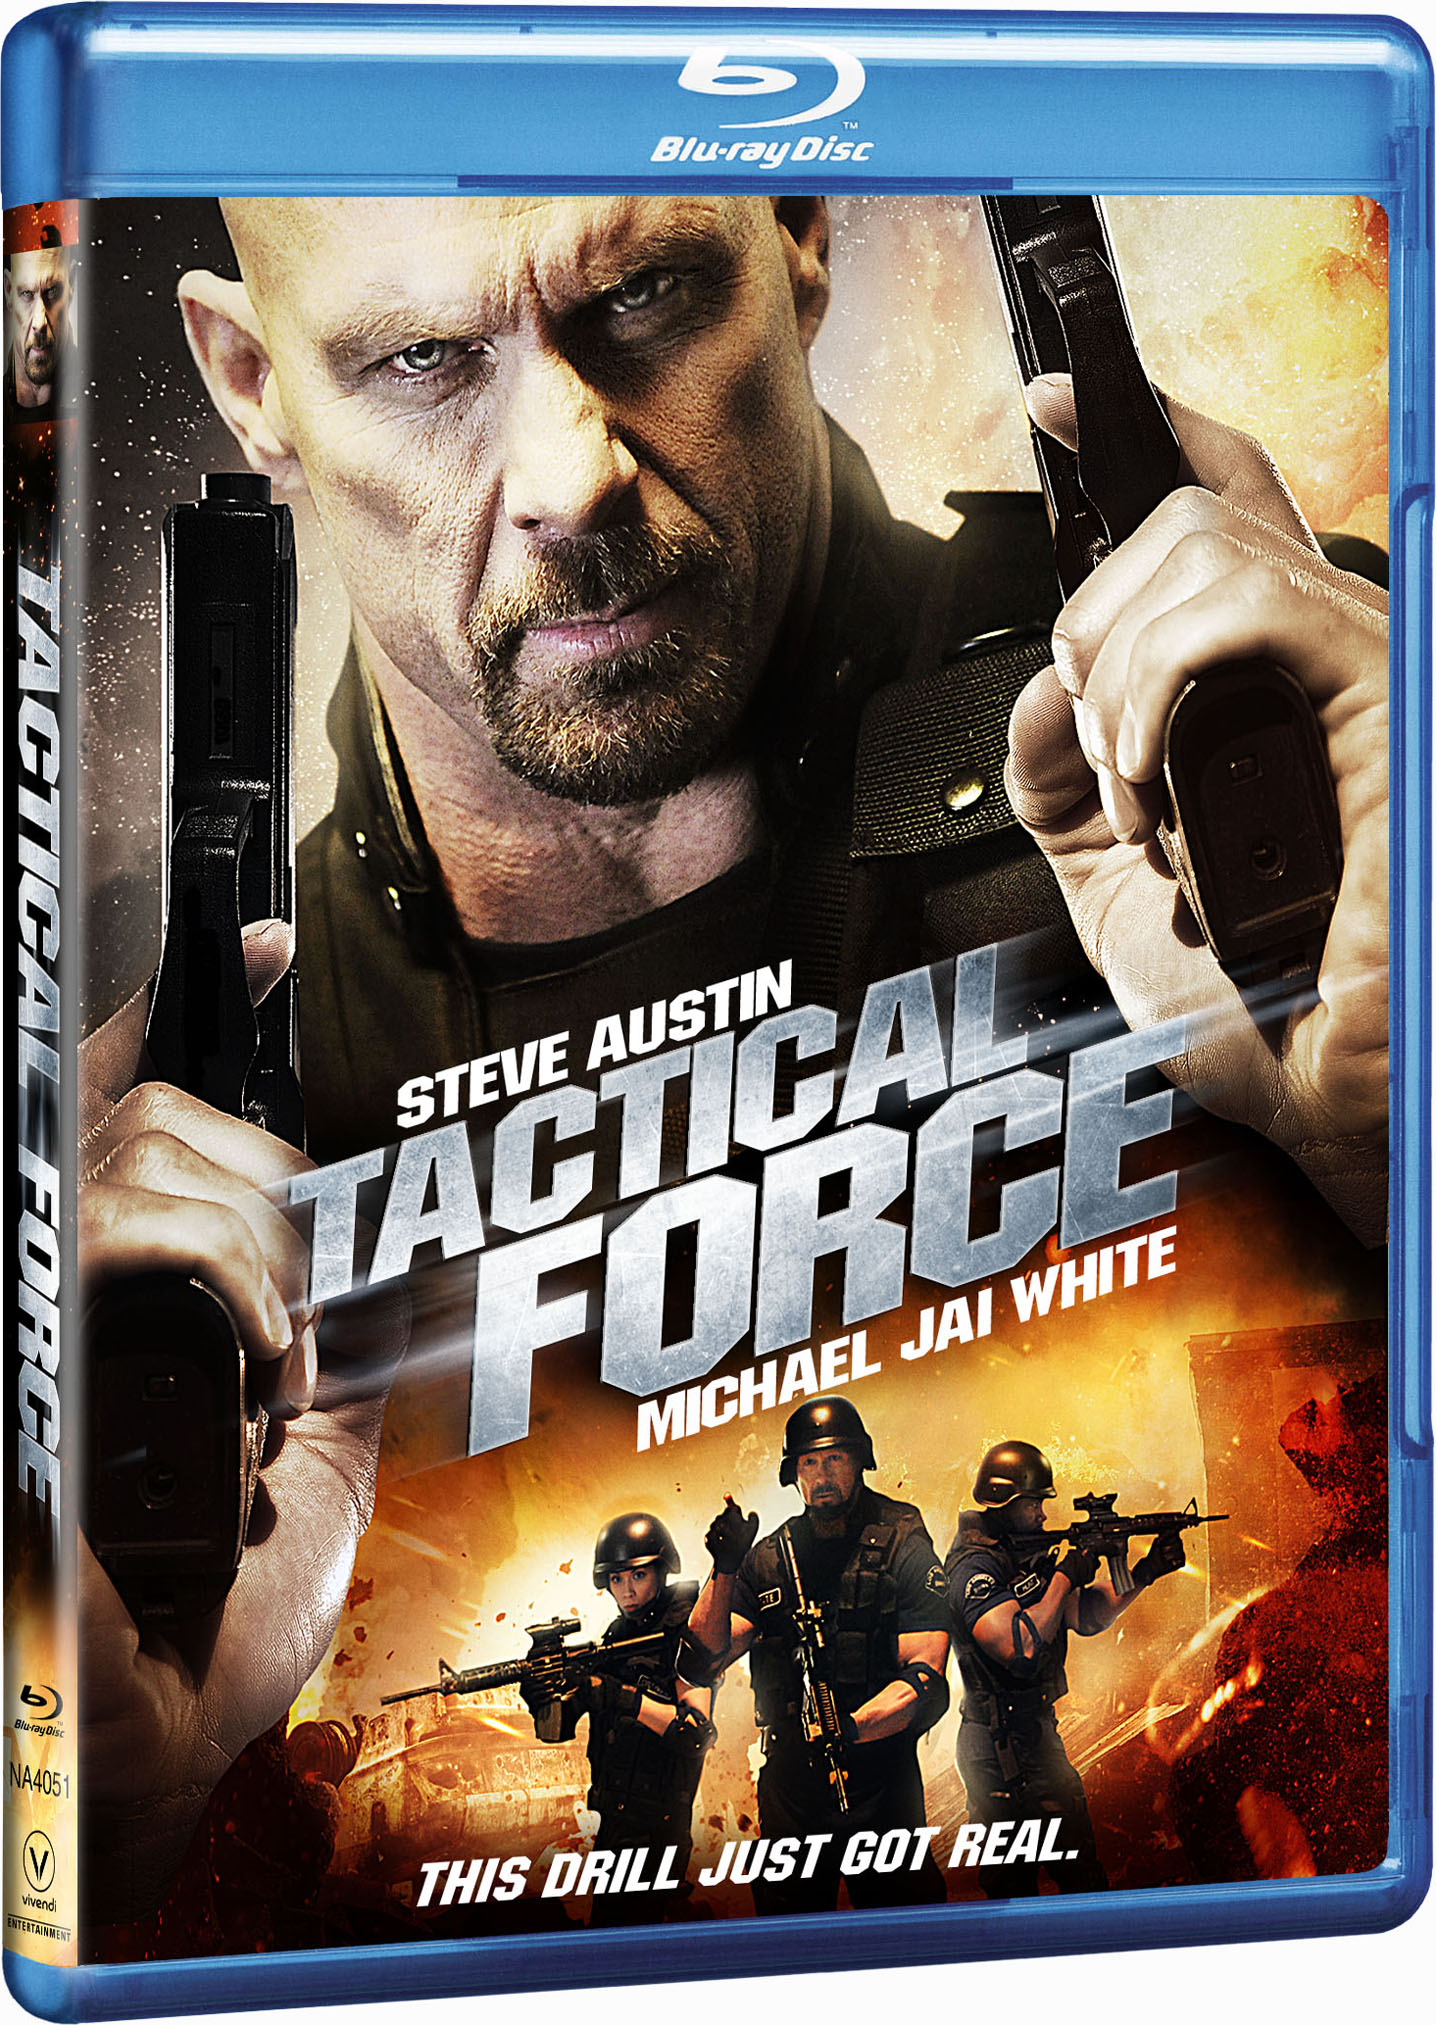 Blu-ray Disc
TM
STEVE AUSTIN
TACTICAL
FORCE
MICHAEL JAI WHITE
THIS DRILL JUST GOT REAL.
TACTICAL FORCE
Blu-ray Disc
NA4051
vivendi
ENTERTAINMENT